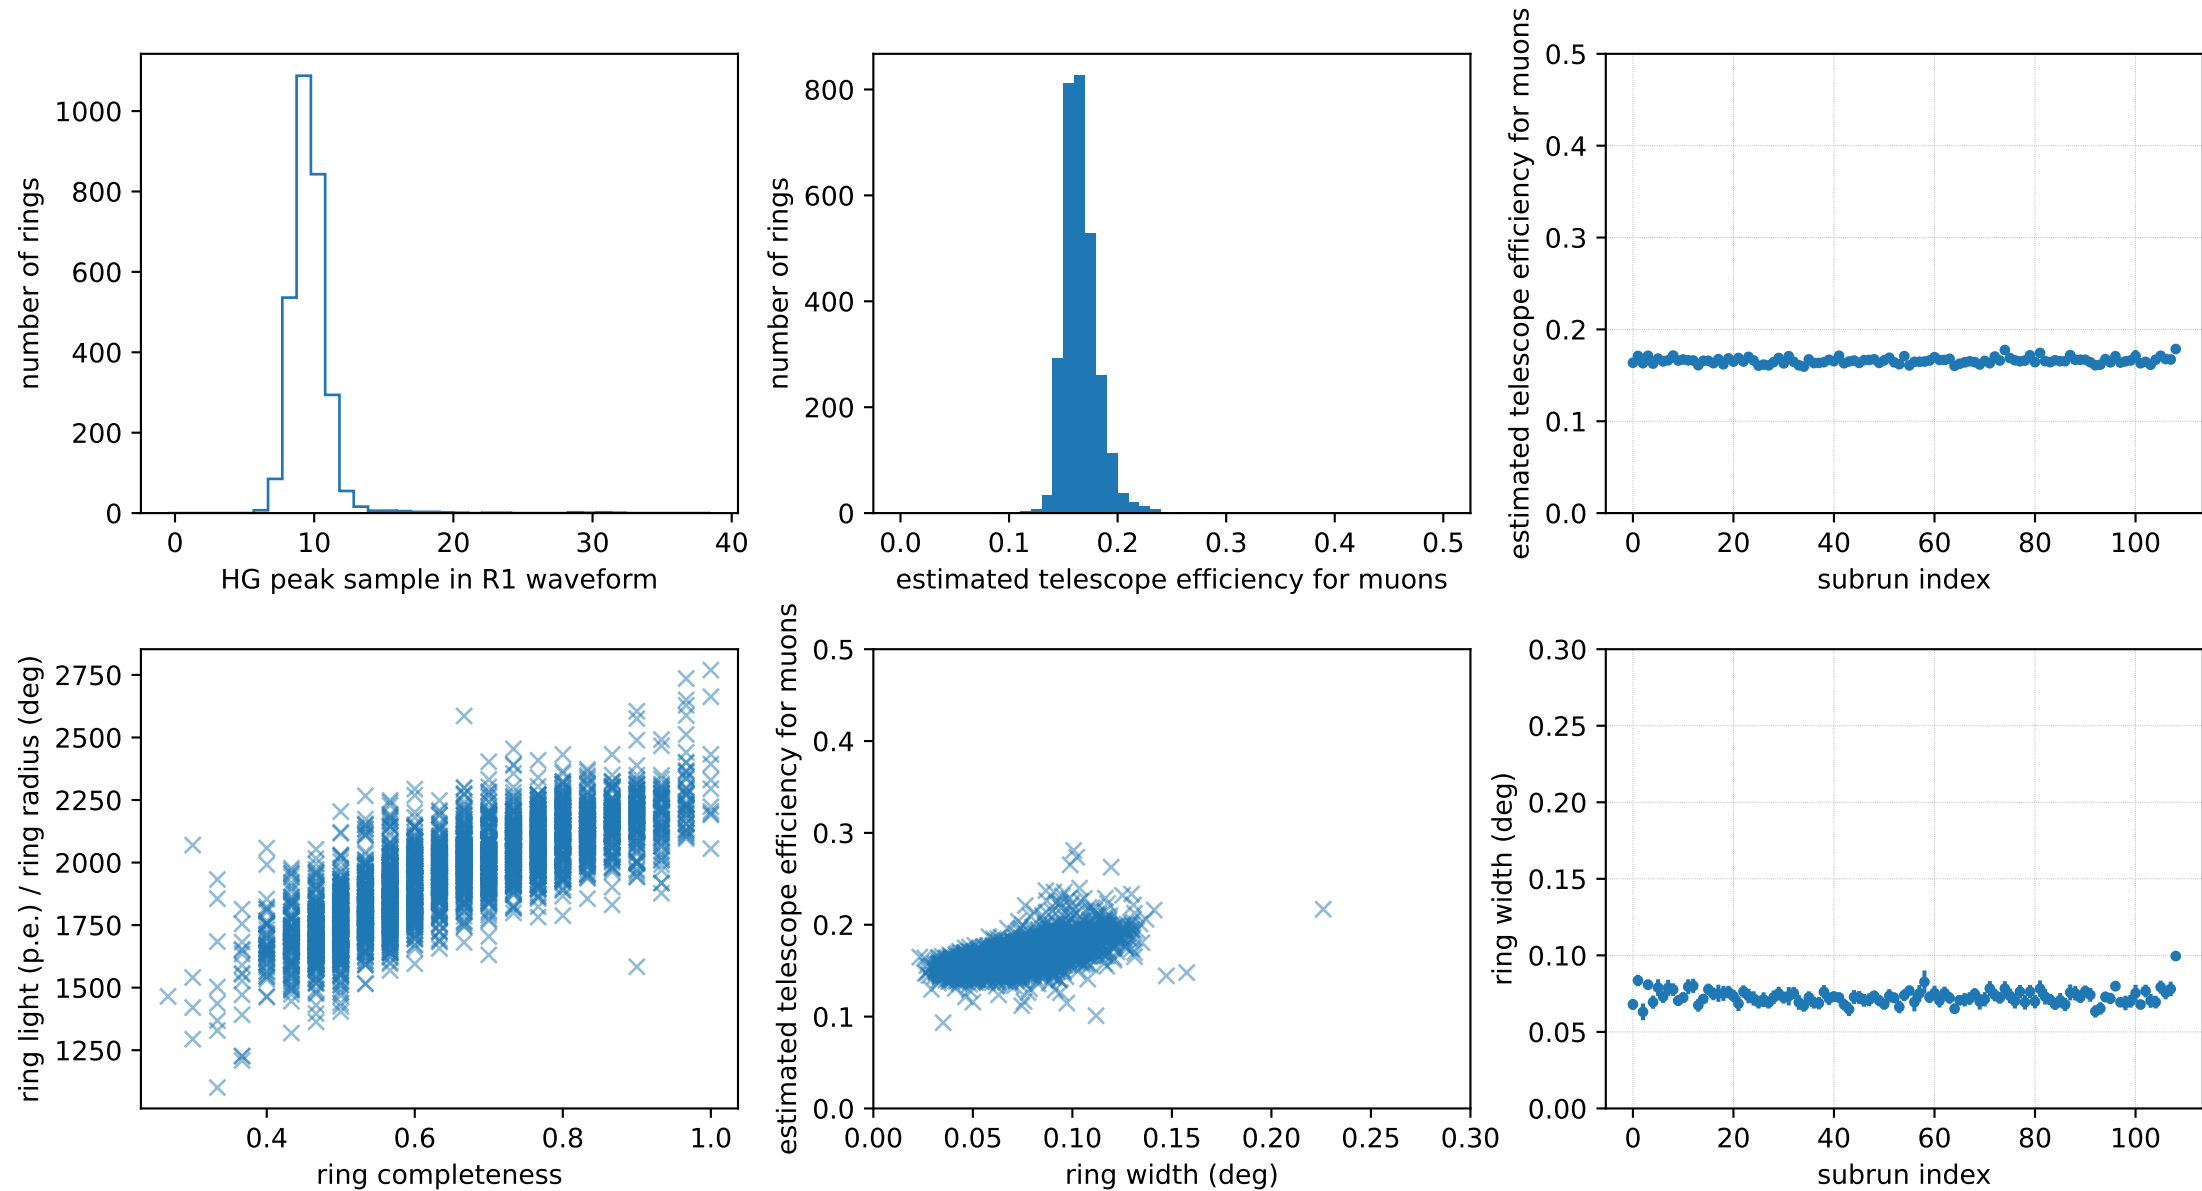 number of rings
1000
800
600
400
200
0
0 10 20 30 40
HG peak sample in R1 waveform
number of rings
800
600
400
200
0
0.0 0.1 0.2 0.3 0.4 0.5
estimated telescope efficiency for muons
estimated telescope efficiency for muons
0.5
0.4
0.3
0.2
0.1
0.0
0 20 40 60 80 100
subrun index
ring light (p.e.) / ring radius (deg)
2750
2500
2250
2000
1750
1500
1250
0.4 0.6 0.8 1.0
ring completeness
estimated telescope efficiency for muons
0.5
0.4
0.3
0.2
0.1
0.0
0.00 0.05 0.10 0.15 0.20 0.25 0.30
ring width (deg)
ring width (deg)
0.30
0.25
0.20
0.15
0.10
0.05
0.00
0 20 40 60 80 100
subrun index